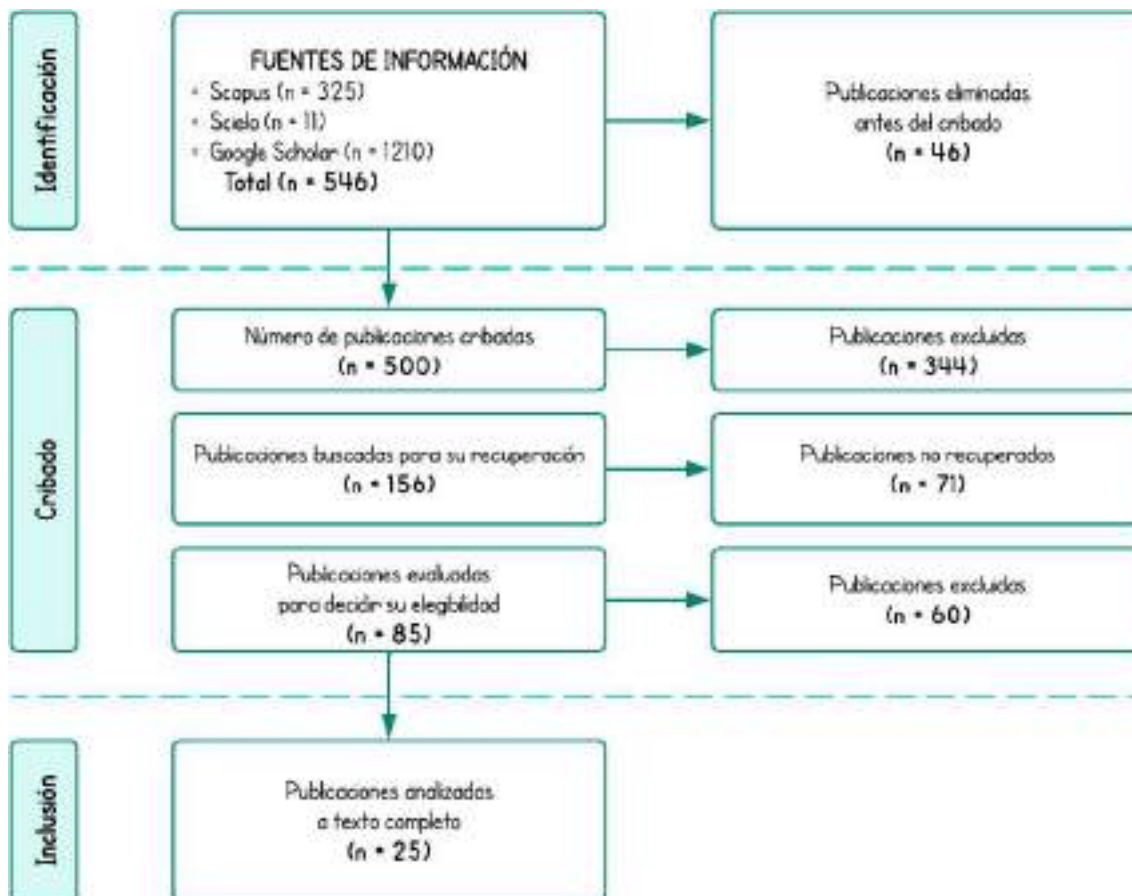 Identificación
FUENTES DE INFORMACIÓN
• Scopus (n = 325)
• Scielo (n = 11)
• Google Scholar (n = 1210)
Total (n = 546)
Publicaciones eliminadas
antes del cribado
(n = 46)
Cribado
Número de publicaciones cribadas
(n = 500)
Publicaciones excluidas
(n = 344)
Publicaciones buscadas para su recuperación
(n = 156)
Publicaciones no recuperadas
(n = 71)
Publicaciones evaluadas
para decidir su elegibilidad
(n = 85)
Publicaciones excluidas
(n = 60)
Inclusión
Publicaciones analizadas
a texto completo
(n = 25)